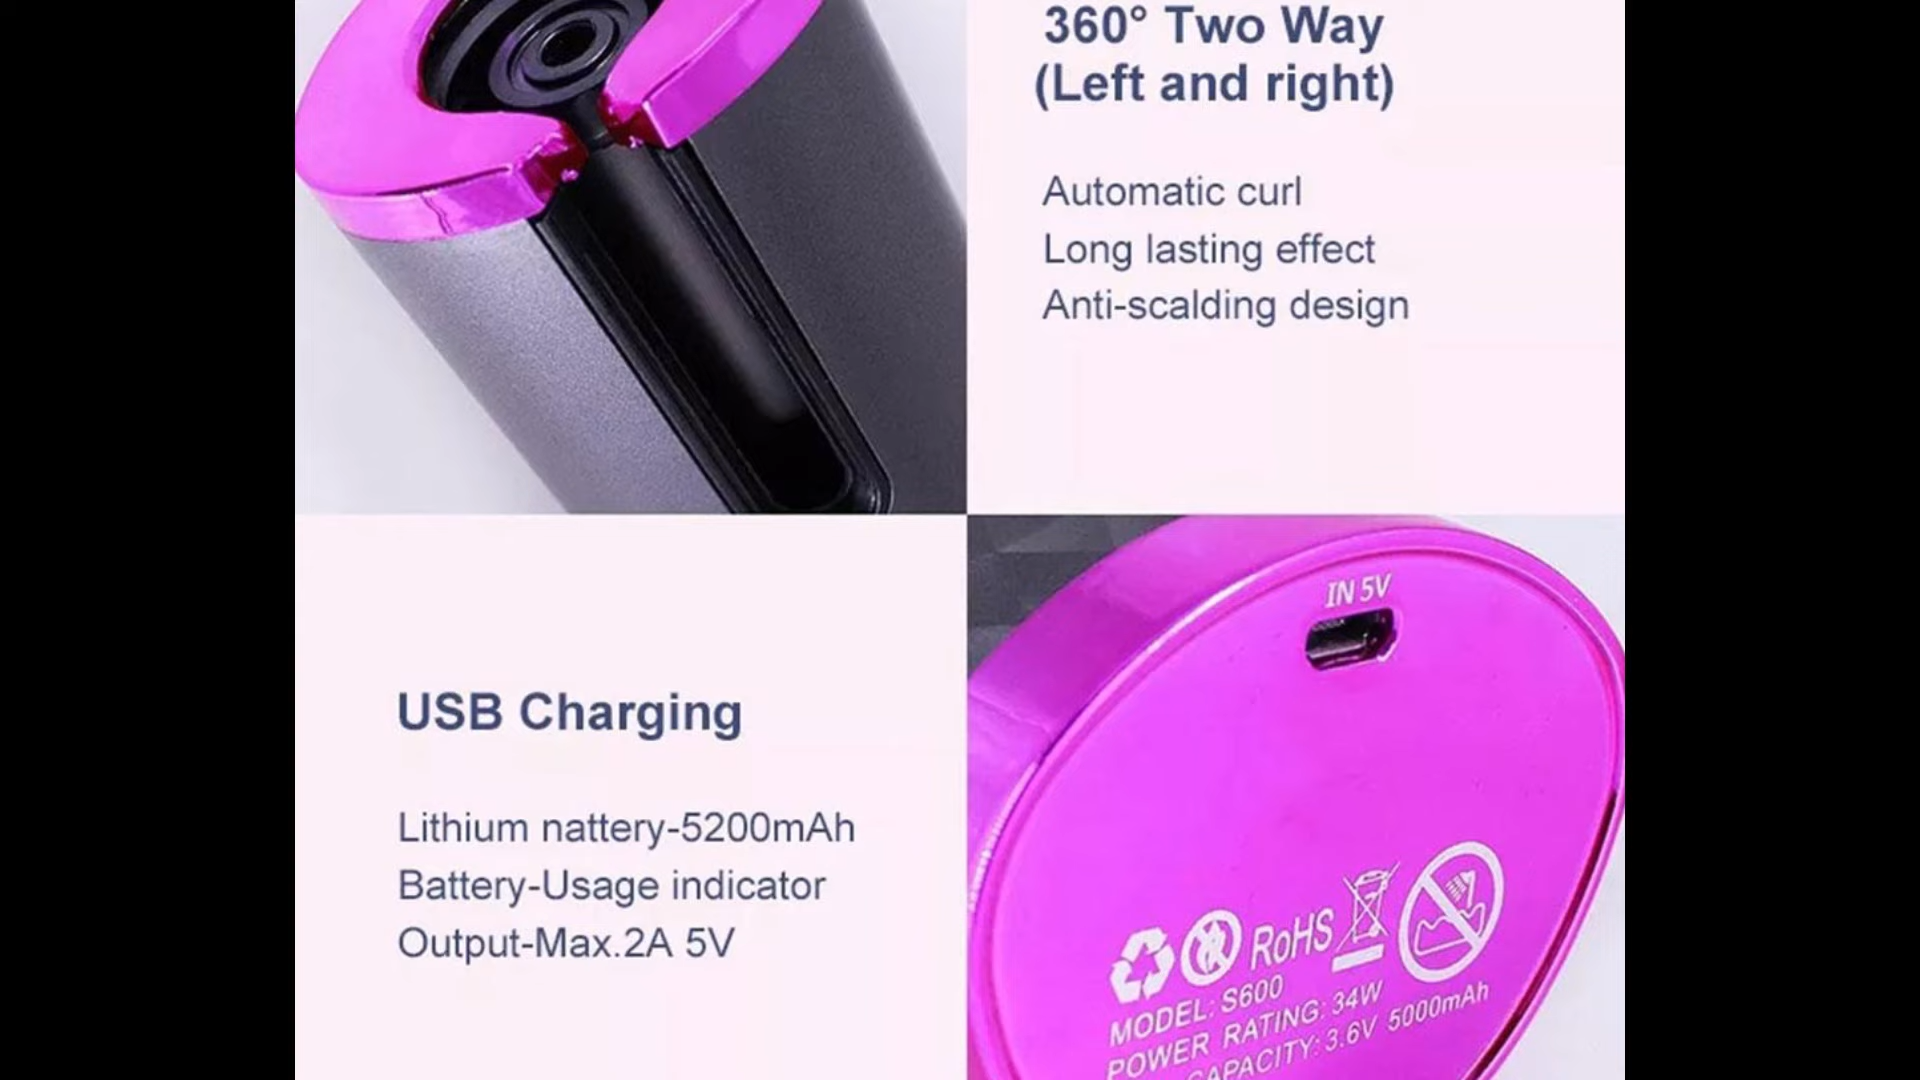 360° Two Way
(Left and right)
Automatic curl
Long lasting effect
Anti-scalding design
USB Charging
Lithium nattery-5200mAh
Battery-Usage indicator
Output-Max.2A 5V
IN 5V
RoHS
MODEL: S600
POWER RATING: 34W
CAPACITY: 3.6V 5000mAh